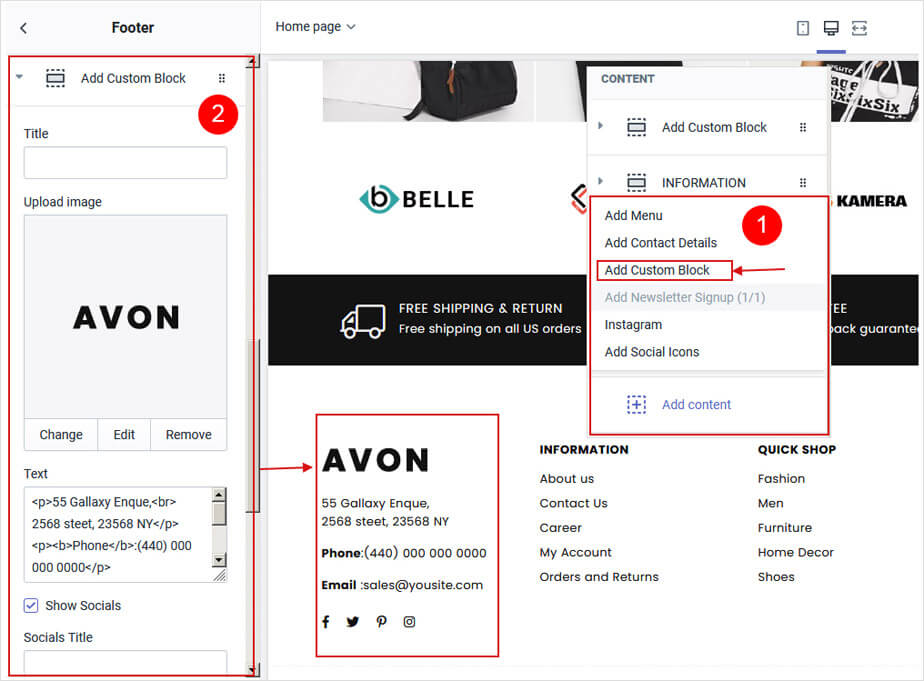 Footer
Home page
Add Custom Block
2
Title
Upload image
AVON
Change Edit Remove
Text
<p>55 Gallaxy Enque,<br>
2568 steet, 23568 NY</p>
<p><b>Phone</b>:(440) 000
000 0000</p>
Show Socials
Socials Title
CONTENT
Add Custom Block
INFORMATION
Add Menu
1
Add Contact Details
Add Custom Block
Add Newsletter Signup (1/1)
Instagram
Add Social Icons
Add content
SixSix
b BELLE
KAMERA
FREE SHIPPING & RETURN
Free shipping on all US orders
AVON
55 Gallaxy Enque,
2568 steet, 23568 NY
Phone:(440) 000 000 0000
Email :sales@yousite.com
INFORMATION
About us
Contact Us
Career
My Account
Orders and Returns
QUICK SHOP
Fashion
Men
Furniture
Home Decor
Shoes